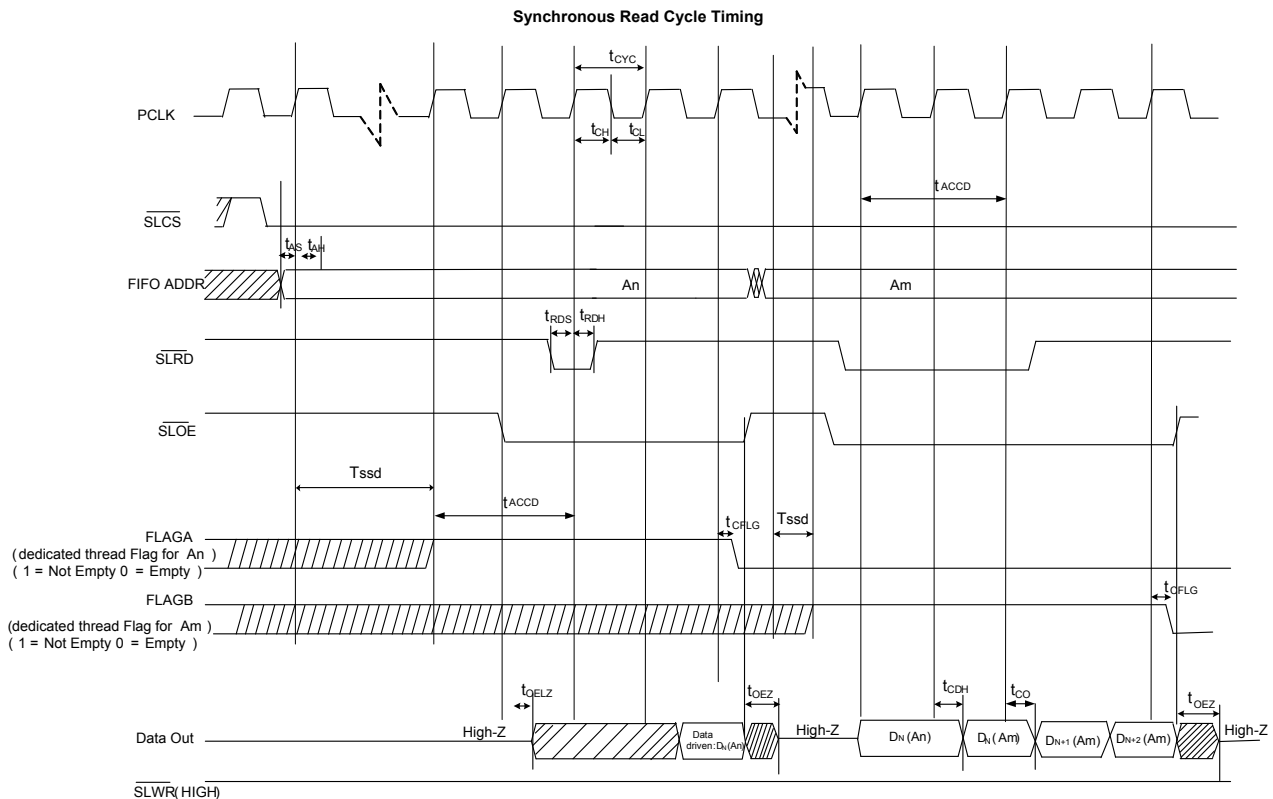 Synchronous Read Cycle Timing
tCYC
PCLK
tCH tCL
tACCD
SLCS
tAS tAH
FIFO ADDR An Am
tRDS tRDH
SLRD
SLOE
Tssd
tACCD
tCFLG Tssd
FLAGA
(dedicated thread Flag for An )
( 1 = Not Empty 0 = Empty )
FLAGB
tCFLG
(dedicated thread Flag for Am )
( 1 = Not Empty 0 = Empty )
tOELZ tOEZ tCDH tCO tOEZ
High-Z High-Z High-Z
Data Out Data driven:DN(An) DN(An) DN(Am) DN+1(Am) DN+2(Am)
SLWR(HIGH)